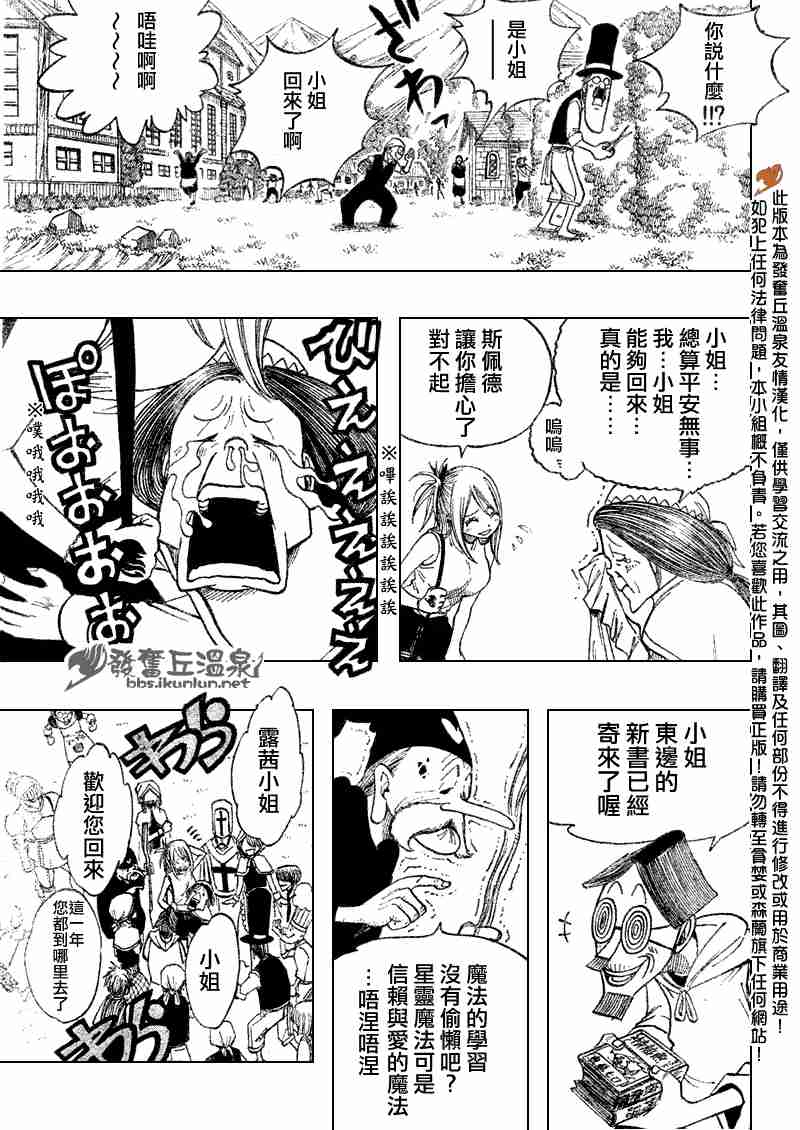 你說什麼
!!!?
是小姐
——
ざわっ
小姐
回來了啊
唔哇啊啊
～～～～
小姐…
總算平安無事…
我…小姐
能夠回來…
真的是……
嗚嗚…
斯佩德
讓你擔心了
對不起
びえええええ
※嗶誒誒誒誒誒
ぽおおおお
※噗哦哦哦哦
發奮丘溫泉
bbs.ikunlun.net
小姐
東邊的
新書已經
寄來了喔
魔法的學習
沒有偷懶吧?
星靈魔法可是
信賴與愛的魔法
…唔涅唔涅
露茜小姐
歡迎您回來
小姐
這一年
您都到哪里去了
此版本為發奮丘溫泉友情漢化，僅供學習交流之用，其圖、翻譯及任何部份不得進行修改或用於商業用途！
如犯上任何法律問題，本小組概不負責。若您喜歡此作品，請購買正版！請勿轉至貪婪或森蘭旗下任何網站！